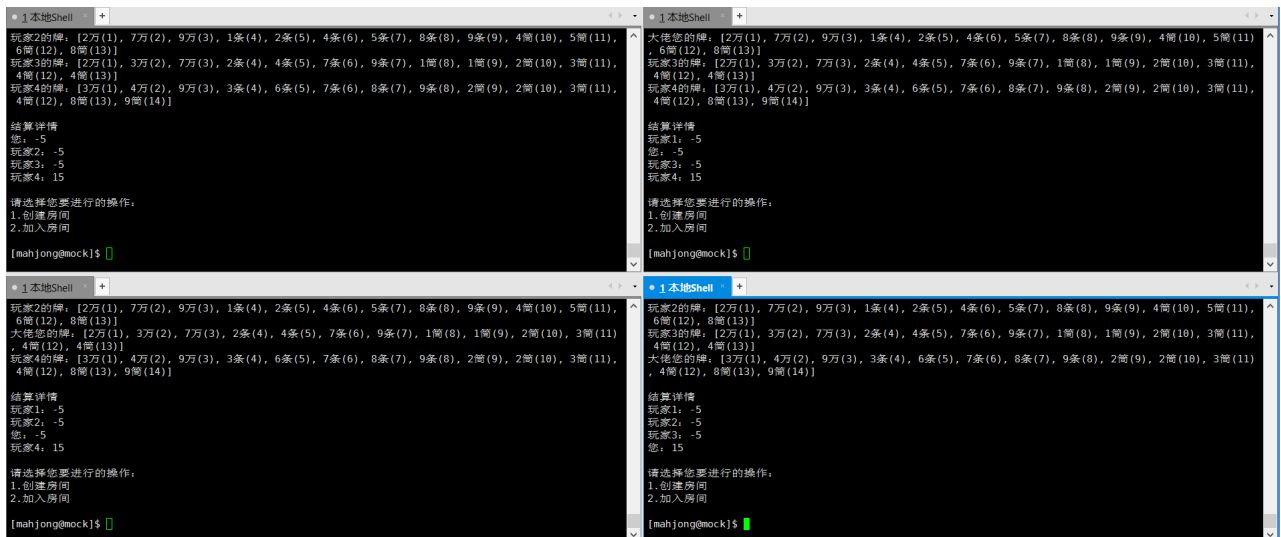 1 本地Shell × +
玩家2的牌：[2万(1), 7万(2), 9万(3), 1条(4), 2条(5), 4条(6), 5条(7), 8条(8), 9条(9), 4筒(10), 5筒(11),
6筒(12), 8筒(13)]
玩家3的牌：[2万(1), 3万(2), 7万(3), 2条(4), 4条(5), 7条(6), 9条(7), 1筒(8), 1筒(9), 2筒(10), 3筒(11),
4筒(12), 4筒(13)]
玩家4的牌：[3万(1), 4万(2), 9万(3), 3条(4), 6条(5), 7条(6), 8条(7), 9条(8), 2筒(9), 2筒(10), 3筒(11),
4筒(12), 8筒(13), 9筒(14)]
结算详情
您：-5
玩家2：-5
玩家3：-5
玩家4：15
请选择您要进行的操作：
1.创建房间
2.加入房间
[mahjong@mock]$
1 本地Shell × +
大佬您的牌：[2万(1), 7万(2), 9万(3), 1条(4), 2条(5), 4条(6), 5条(7), 8条(8), 9条(9), 4筒(10), 5筒(11)
, 6筒(12), 8筒(13)]
玩家3的牌：[2万(1), 3万(2), 7万(3), 2条(4), 4条(5), 7条(6), 9条(7), 1筒(8), 1筒(9), 2筒(10), 3筒(11),
4筒(12), 4筒(13)]
玩家4的牌：[3万(1), 4万(2), 9万(3), 3条(4), 6条(5), 7条(6), 8条(7), 9条(8), 2筒(9), 2筒(10), 3筒(11),
4筒(12), 8筒(13), 9筒(14)]
结算详情
玩家1：-5
您：-5
玩家3：-5
玩家4：15
请选择您要进行的操作：
1.创建房间
2.加入房间
[mahjong@mock]$
1 本地Shell × +
玩家2的牌：[2万(1), 7万(2), 9万(3), 1条(4), 2条(5), 4条(6), 5条(7), 8条(8), 9条(9), 4筒(10), 5筒(11),
6筒(12), 8筒(13)]
大佬您的牌：[2万(1), 3万(2), 7万(3), 2条(4), 4条(5), 7条(6), 9条(7), 1筒(8), 1筒(9), 2筒(10), 3筒(11)
, 4筒(12), 4筒(13)]
玩家4的牌：[3万(1), 4万(2), 9万(3), 3条(4), 6条(5), 7条(6), 8条(7), 9条(8), 2筒(9), 2筒(10), 3筒(11),
4筒(12), 8筒(13), 9筒(14)]
结算详情
玩家1：-5
玩家2：-5
您：-5
玩家4：15
请选择您要进行的操作：
1.创建房间
2.加入房间
[mahjong@mock]$
1 本地Shell × +
玩家2的牌：[2万(1), 7万(2), 9万(3), 1条(4), 2条(5), 4条(6), 5条(7), 8条(8), 9条(9), 4筒(10), 5筒(11),
6筒(12), 8筒(13)]
玩家3的牌：[2万(1), 3万(2), 7万(3), 2条(4), 4条(5), 7条(6), 9条(7), 1筒(8), 1筒(9), 2筒(10), 3筒(11),
4筒(12), 4筒(13)]
大佬您的牌：[3万(1), 4万(2), 9万(3), 3条(4), 6条(5), 7条(6), 8条(7), 9条(8), 2筒(9), 2筒(10), 3筒(11)
, 4筒(12), 8筒(13), 9筒(14)]
结算详情
玩家1：-5
玩家2：-5
玩家3：-5
您：15
请选择您要进行的操作：
1.创建房间
2.加入房间
[mahjong@mock]$